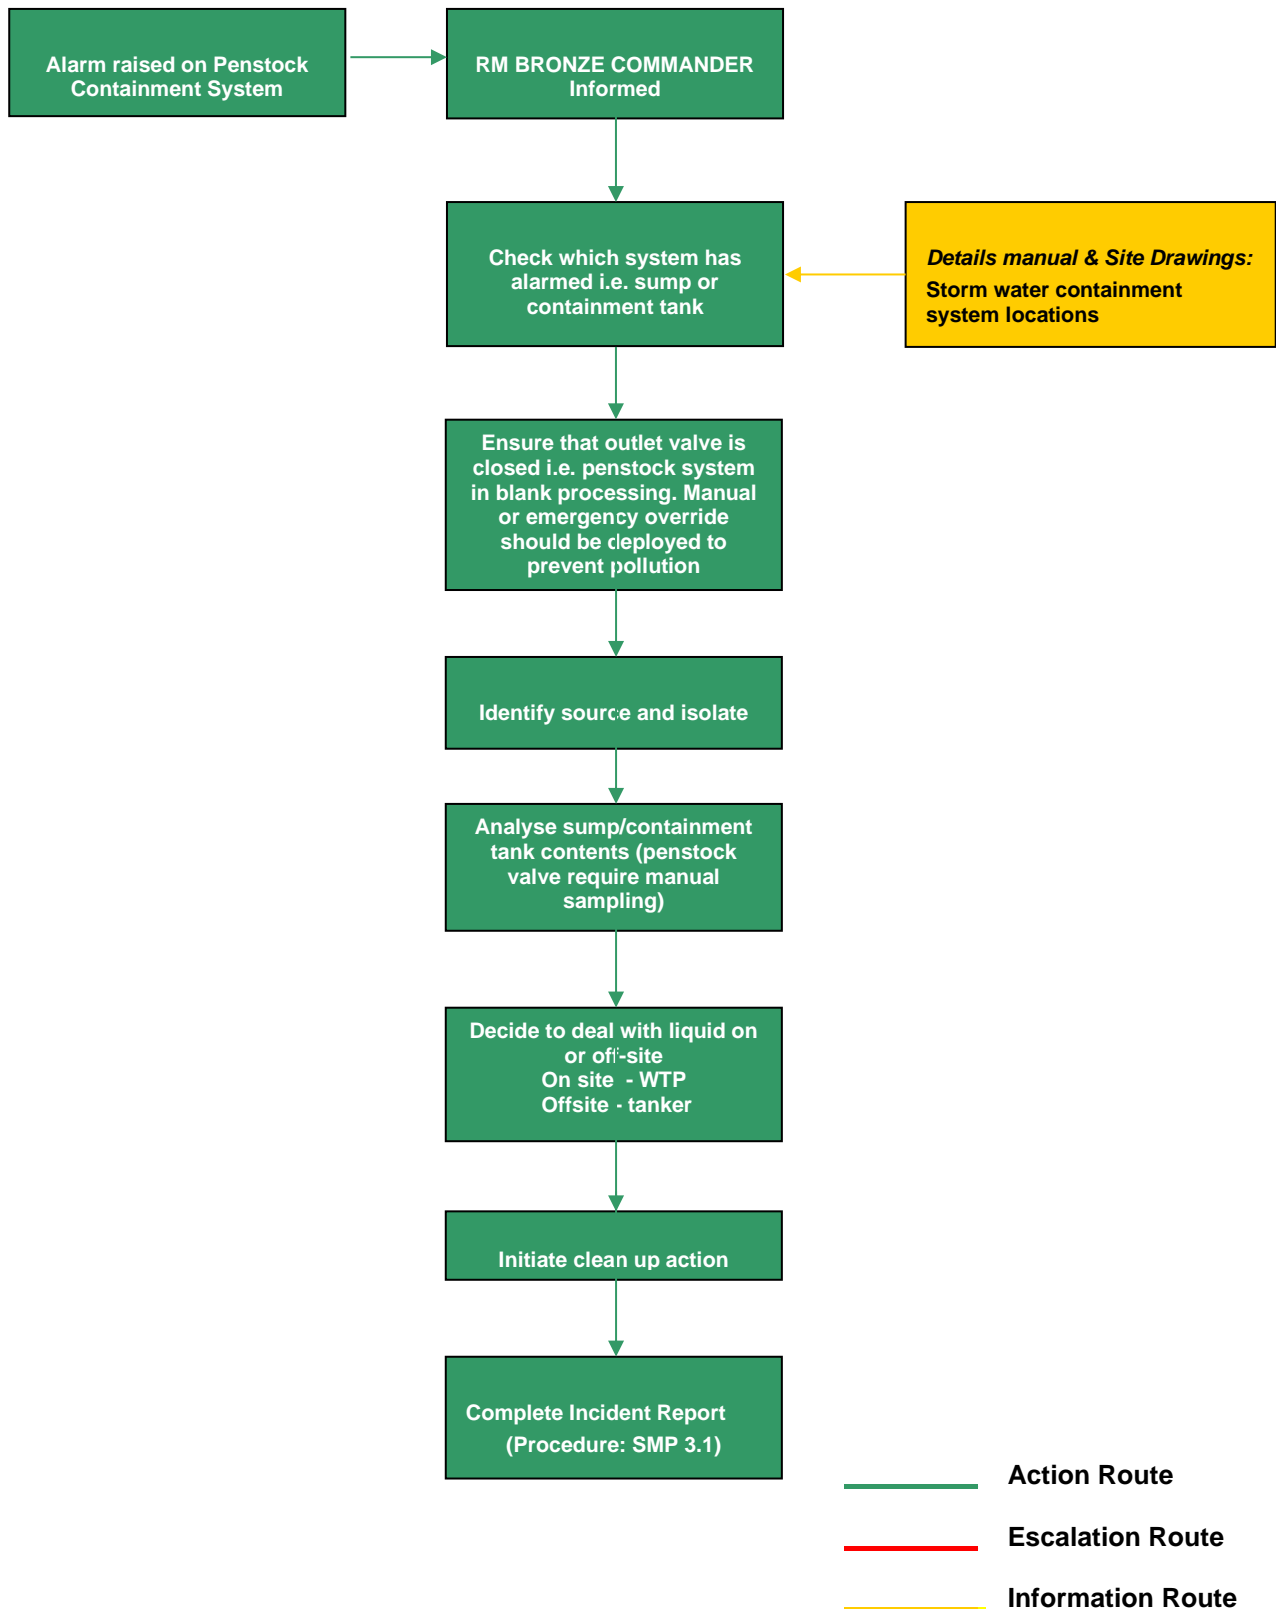 Alarm raised on Penstock
Containment System
RM BRONZE COMMANDER
Informed
Check which system has
alarmed i.e. sump or
containment tank
Details manual & Site Drawings:
Storm water containment
system locations
Ensure that outlet valve is
closed i.e. penstock system
in blank processing. Manual
or emergency override
should be deployed to
prevent pollution
Identify source and isolate
Analyse sump/containment
tank contents (penstock
valve require manual
sampling)
Decide to deal with liquid on
or off-site
On site - WTP
Offsite - tanker
Initiate clean up action
Complete Incident Report
(Procedure: SMP 3.1)
Action Route
Escalation Route
Information Route